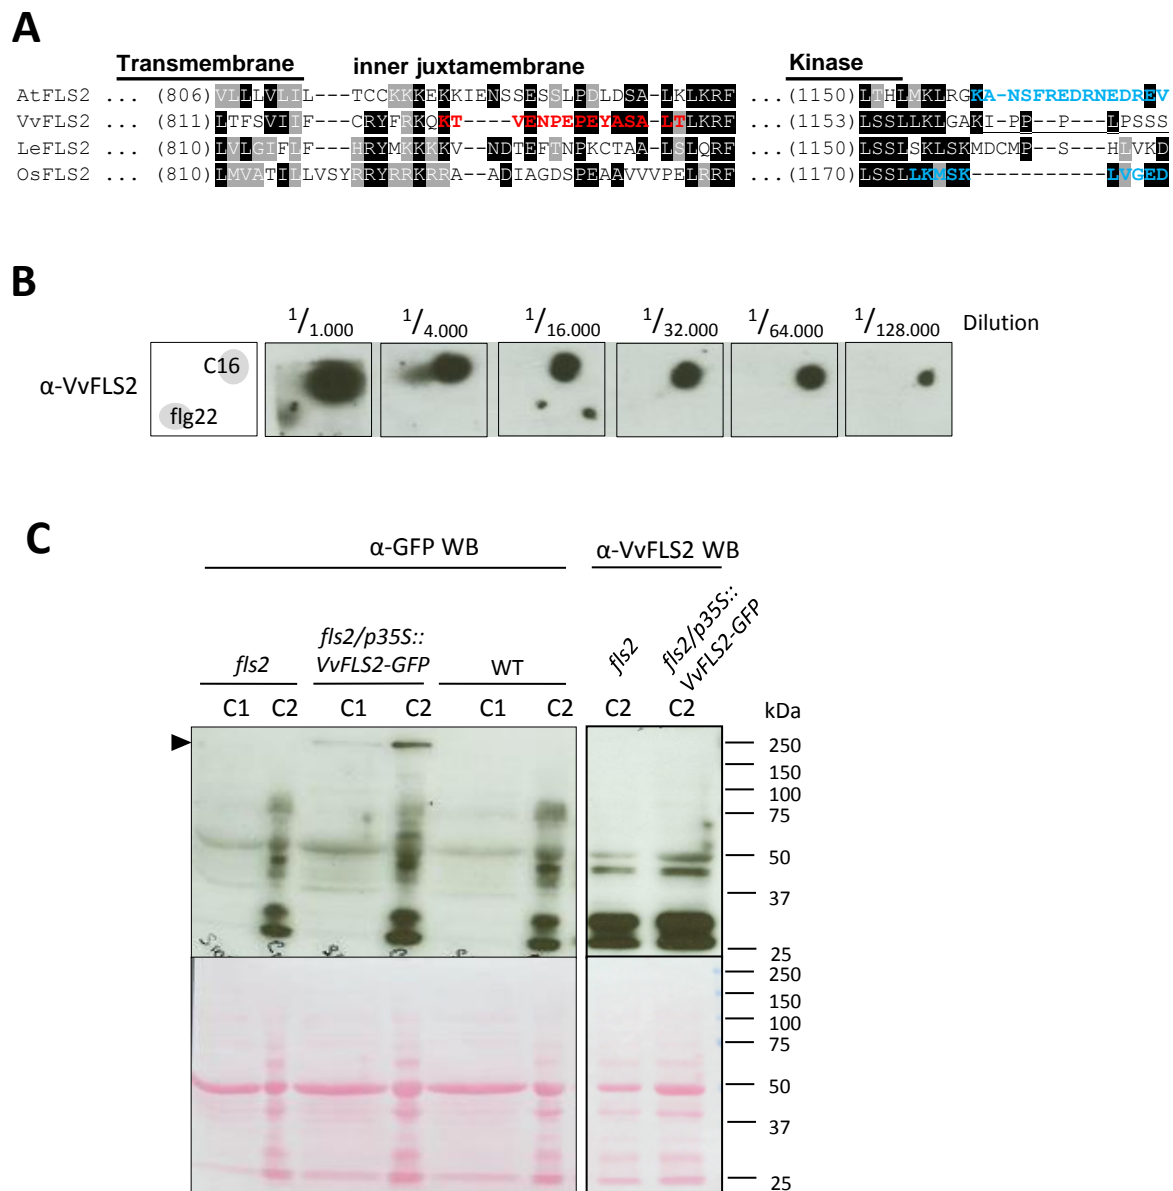 A
Transmembrane inner juxtamembrane Kinase
AtFLS2 ... (806)VLLLVLIL---TCCKKKEKKIENSSESSLPDLDSA-LKLKRF ...(1150)LTHLMKLRGKA-NSFREDRNEDREV
VvFLS2 ... (811)LTFSVIIF---CRYFRKQKT----VENPEPEYASA-LTLKRF ...(1153)LSSLLKLGAKI-PP--P---LPSSS
LeFLS2 ... (810)LVLGIFLF---HRYMKKKKV--NDTEFTNPKCTAA-LSLQRF ...(1150)LSSLSKLSKMDCMP--S---HLVKD
OsFLS2 ... (810)LMVATILLVSYRRYRRKRRA--ADIAGDSPEAAVVVPELRRF ...(1170)LSSLLKMSK-----------LVGED
B
1/1.000 1/4.000 1/16.000 1/32.000 1/64.000 1/128.000 Dilution
α-VvFLS2
C16
flg22
C
α-GFP WB α-VvFLS2 WB
fls2 fls2/p35S::VvFLS2-GFP WT fls2 fls2/p35S::VvFLS2-GFP
C1 C2 C1 C2 C1 C2 C2 C2 kDa
250
150
100
75
50
37
25
250
150
100
75
50
37
25